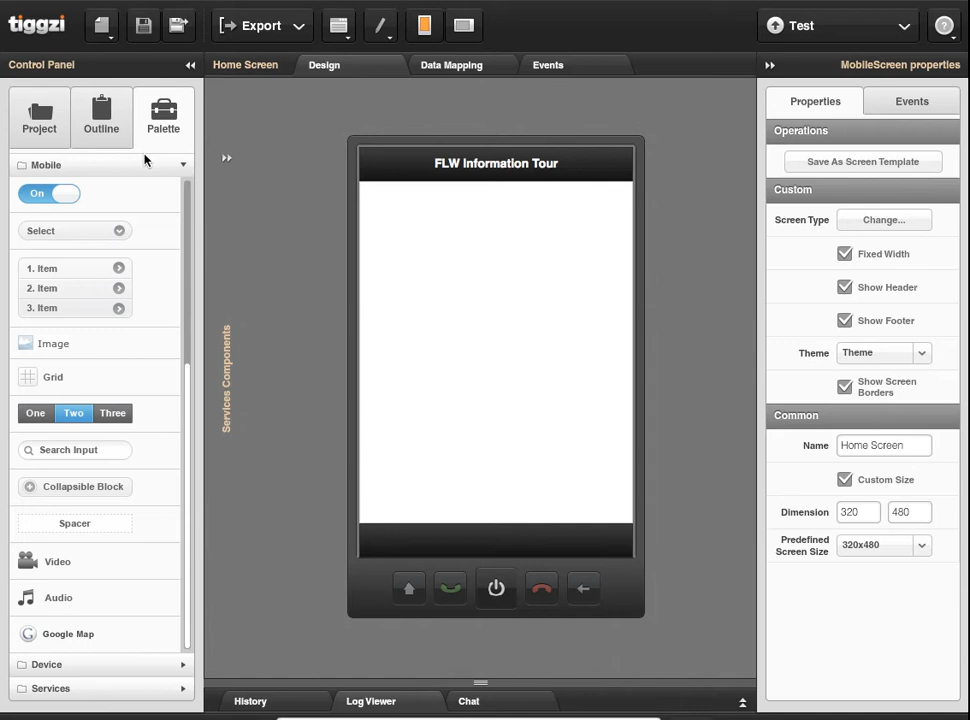 tiggzi
Export
Test
?
Control Panel
Home Screen
Design
Data Mapping
Events
MobileScreen properties
Project
Outline
Palette
Mobile
On
Select
1. Item
2. Item
3. Item
Image
Grid
One
Two
Three
Search Input
Collapsible Block
Spacer
Video
Audio
Google Map
Device
Services
Services Components
FLW Information Tour
Properties
Events
Operations
Save As Screen Template
Custom
Screen Type
Change...
Fixed Width
Show Header
Show Footer
Theme
Theme
Show Screen
Borders
Common
Name
Home Screen
Custom Size
Dimension
320
480
Predefined
Screen Size
320x480
History
Log Viewer
Chat